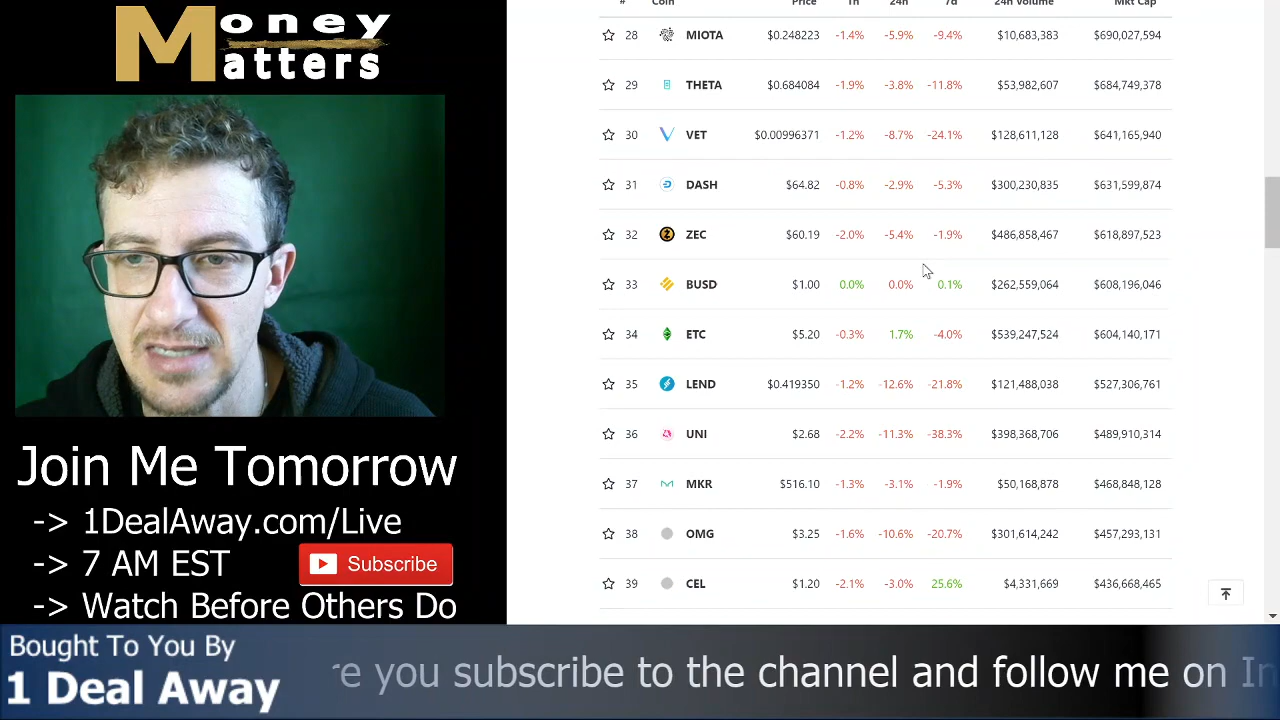 Money
Matters
Join Me Tomorrow
-> 1DealAway.com/Live
-> 7 AM EST
Subscribe
-> Watch Before Others Do
# Coin Price 1h 24h 7d 24h Volume Mkt Cap
28 MIOTA -1.4% -5.9% -9.4% $690,027,594
29 THETA $0.684084 -1.9% -3.8% -11.8% $53,982,607 $684,749,378
30 VET $0.00996371 -1.2% -8.7% -24.1% $128,611,128 $641,165,940
31 DASH $64.82 -0.8% -2.9% -5.3% $300,230,835 $631,599,874
32 ZEC $60.19 -2.0% -5.4% -1.9% $486,858,467 $618,897,523
33 BUSD $1.00 0.0% 0.0% 0.1% $262,559,064 $608,196,046
34 ETC $5.20 -0.3% 1.7% -4.0% $539,247,524 $604,140,171
35 LEND $0.419350 -1.2% -12.6% -21.8% $121,488,038 $527,306,761
36 UNI $2.68 -2.2% -11.3% -38.3% $398,368,706 $489,910,314
37 MKR $516.10 -1.3% -3.1% -1.9% $50,168,878 $468,848,128
38 OMG $3.25 -1.6% -10.6% -20.7% $301,614,242 $457,293,131
39 CEL $1.20 -2.1% -3.0% 25.6% $4,331,669 $436,668,465
Bought To You By
1 Deal Away
re you subscribe to the channel and follow me on In